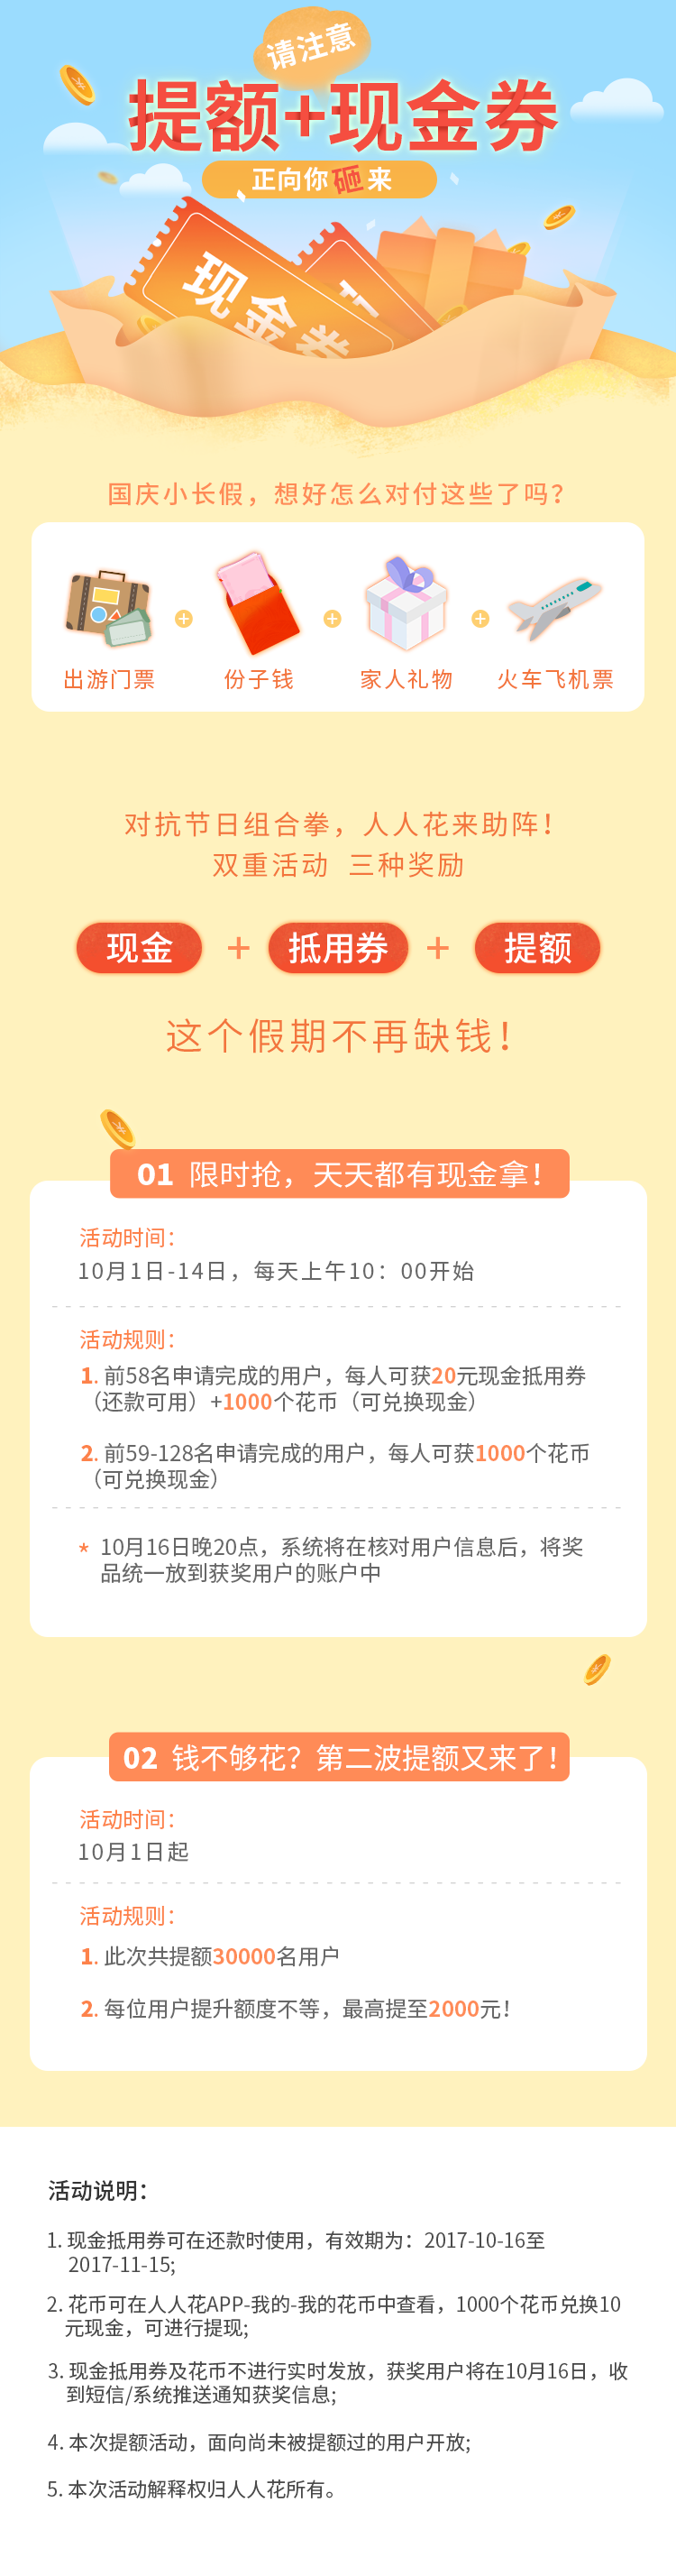 请注意
提额+现金券
正向你砸来
现金券
国庆小长假，想好怎么对付这些了吗？
出游门票
份子钱
家人礼物
火车飞机票
对抗节日组合拳，人人花来助阵！
双重活动 三种奖励
现金 + 抵用券 + 提额
这个假期不再缺钱！
01 限时抢，天天都有现金拿！
活动时间：
10月1日-14日，每天上午10：00开始
活动规则：
1. 前58名申请完成的用户，每人可获20元现金抵用券
（还款可用）+1000个花币（可兑换现金）
2. 前59-128名申请完成的用户，每人可获1000个花币
（可兑换现金）
* 10月16日晚20点，系统将在核对用户信息后，将奖
品统一放到获奖用户的账户中
02 钱不够花？第二波提额又来了！
活动时间：
10月1日起
活动规则：
1. 此次共提额30000名用户
2. 每位用户提升额度不等，最高提至2000元！
活动说明：
1. 现金抵用券可在还款时使用，有效期为：2017-10-16至
2017-11-15;
2. 花币可在人人花APP-我的-我的花币中查看，1000个花币兑换10
元现金，可进行提现;
3. 现金抵用券及花币不进行实时发放，获奖用户将在10月16日，收
到短信/系统推送通知获奖信息;
4. 本次提额活动，面向尚未被提额过的用户开放;
5. 本次活动解释权归人人花所有。